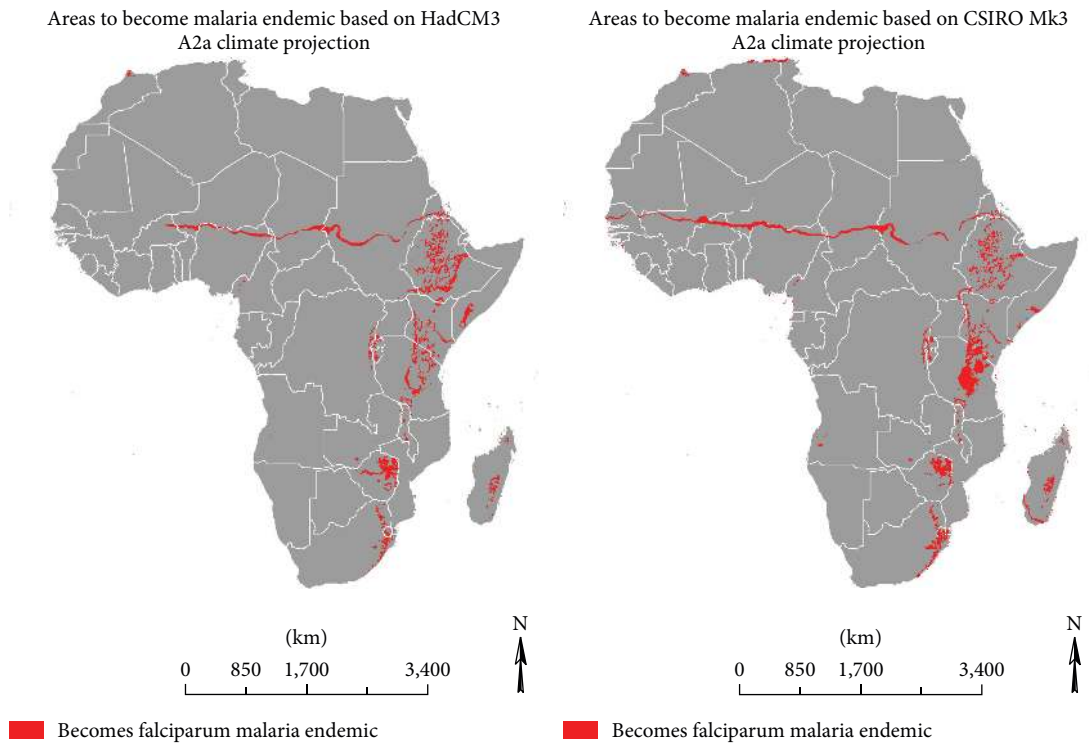 Areas to become malaria endemic based on HadCM3
A2a climate projection
Areas to become malaria endemic based on CSIRO Mk3
A2a climate projection
(km)
0 850 1,700 3,400
N
Becomes falciparum malaria endemic
(km)
0 850 1,700 3,400
N
Becomes falciparum malaria endemic